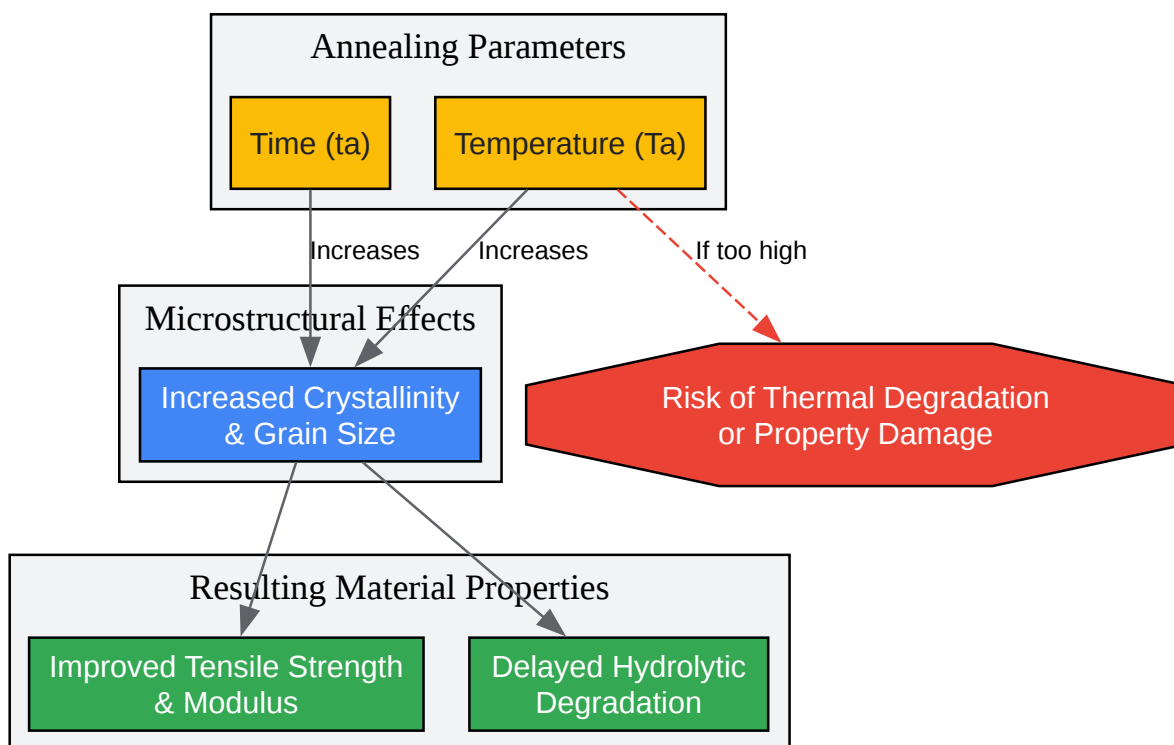 Annealing Parameters
Time (ta)
Temperature (Ta)
Increases
Increases
If too high
Microstructural Effects
Increased Crystallinity
& Grain Size
Risk of Thermal Degradation
or Property Damage
Resulting Material Properties
Improved Tensile Strength
& Modulus
Delayed Hydrolytic
Degradation